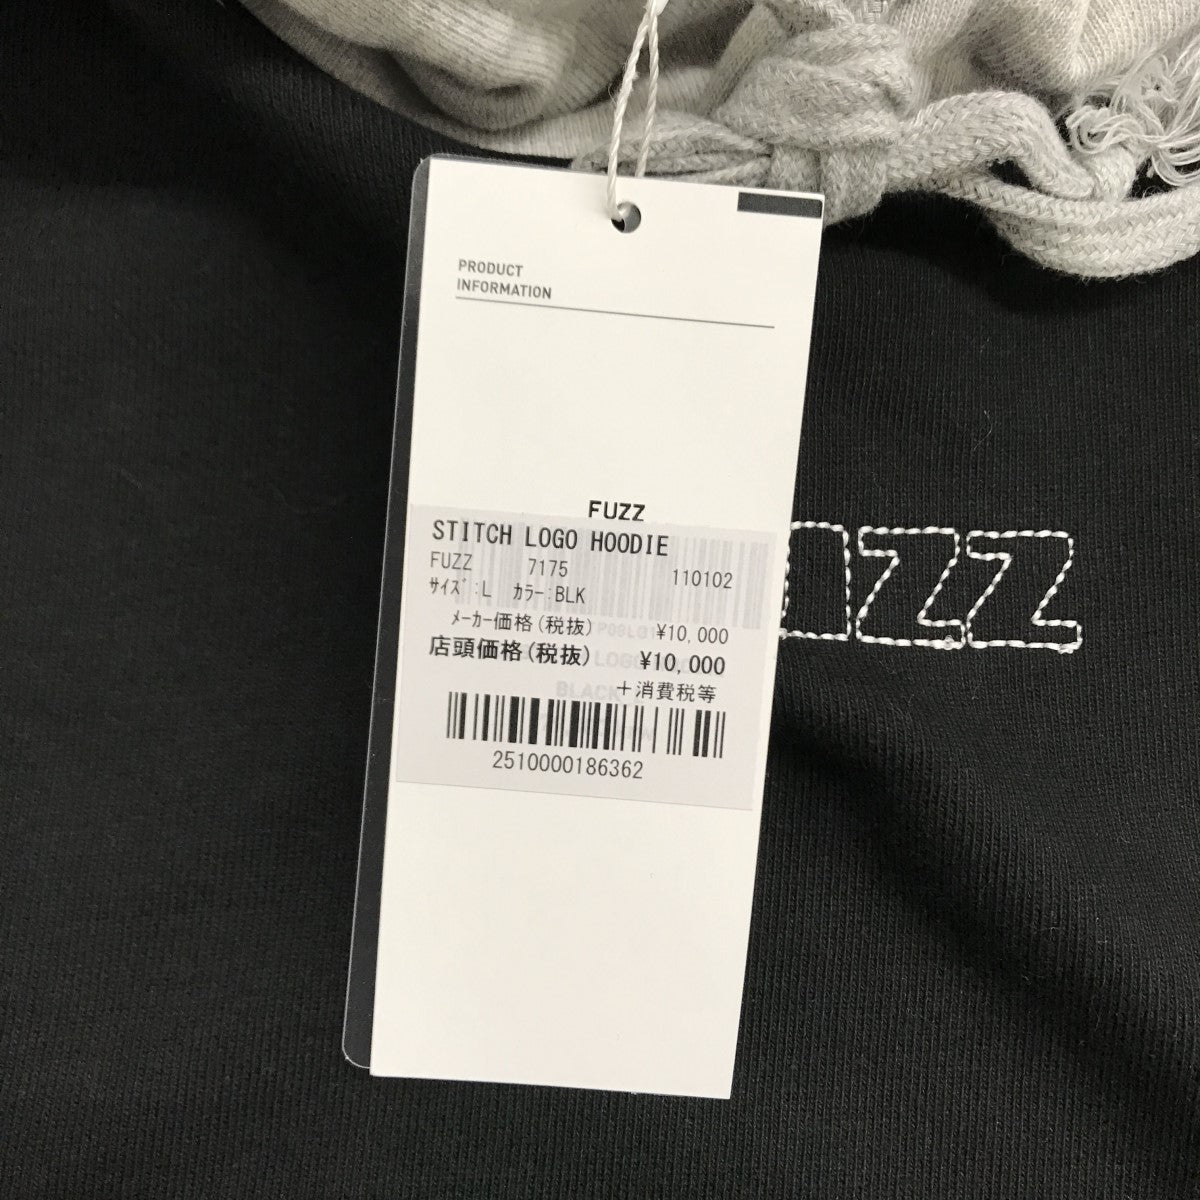 PRODUCT
INFORMATION
FUZZ
STITCH LOGO HOODIE
FUZZ 7175 110102
ｻｲｽﾞ:L ｶﾗｰ:BLK
ﾒｰｶｰ価格(税抜) ¥10,000
店頭価格(税抜) ¥10,000
＋消費税等
2510000186362
ZZ